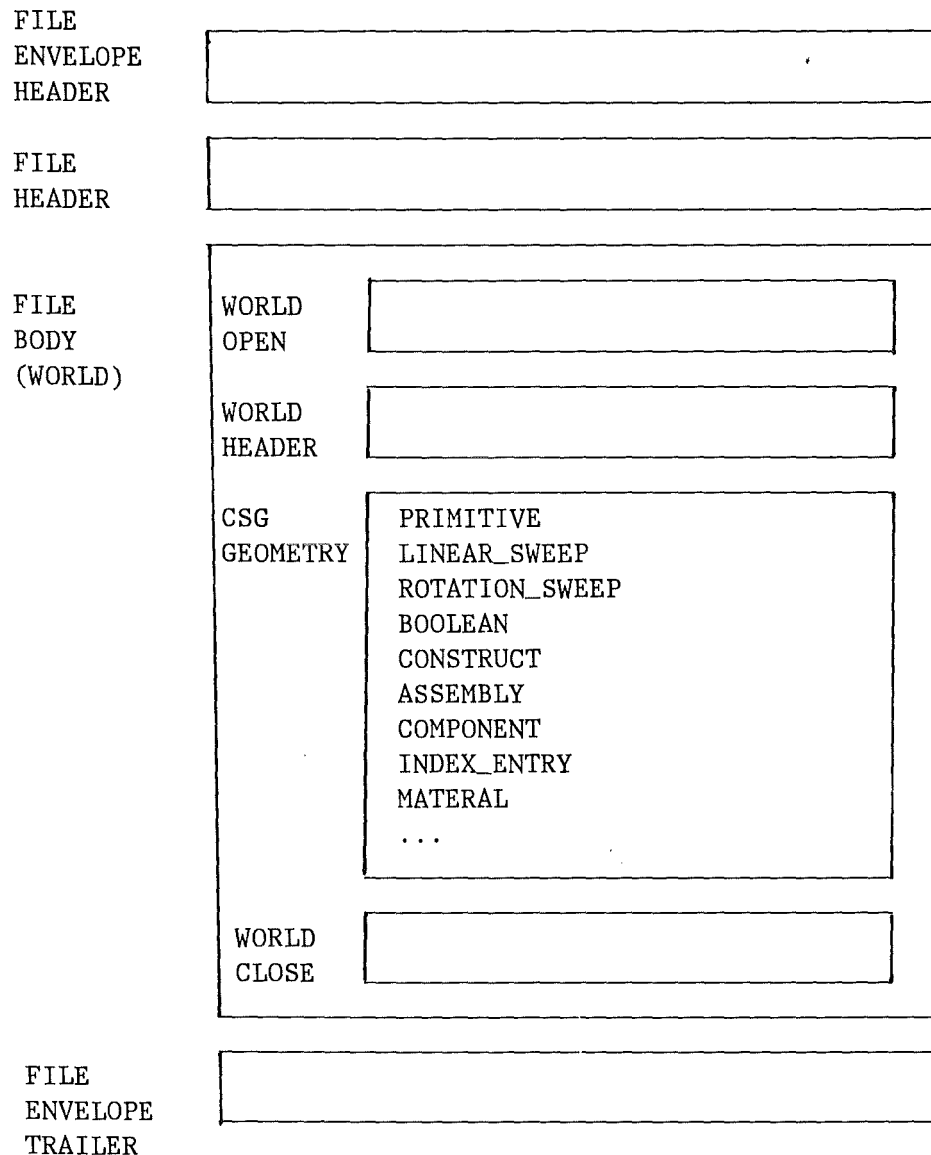 FILE
ENVELOPE
HEADER
FILE
HEADER
FILE
BODY
(WORLD)
WORLD
OPEN
WORLD
HEADER
CSG
GEOMETRY
PRIMITIVE
LINEAR_SWEEP
ROTATION_SWEEP
BOOLEAN
CONSTRUCT
ASSEMBLY
COMPONENT
INDEX_ENTRY
MATERAL
...
WORLD
CLOSE
FILE
ENVELOPE
TRAILER